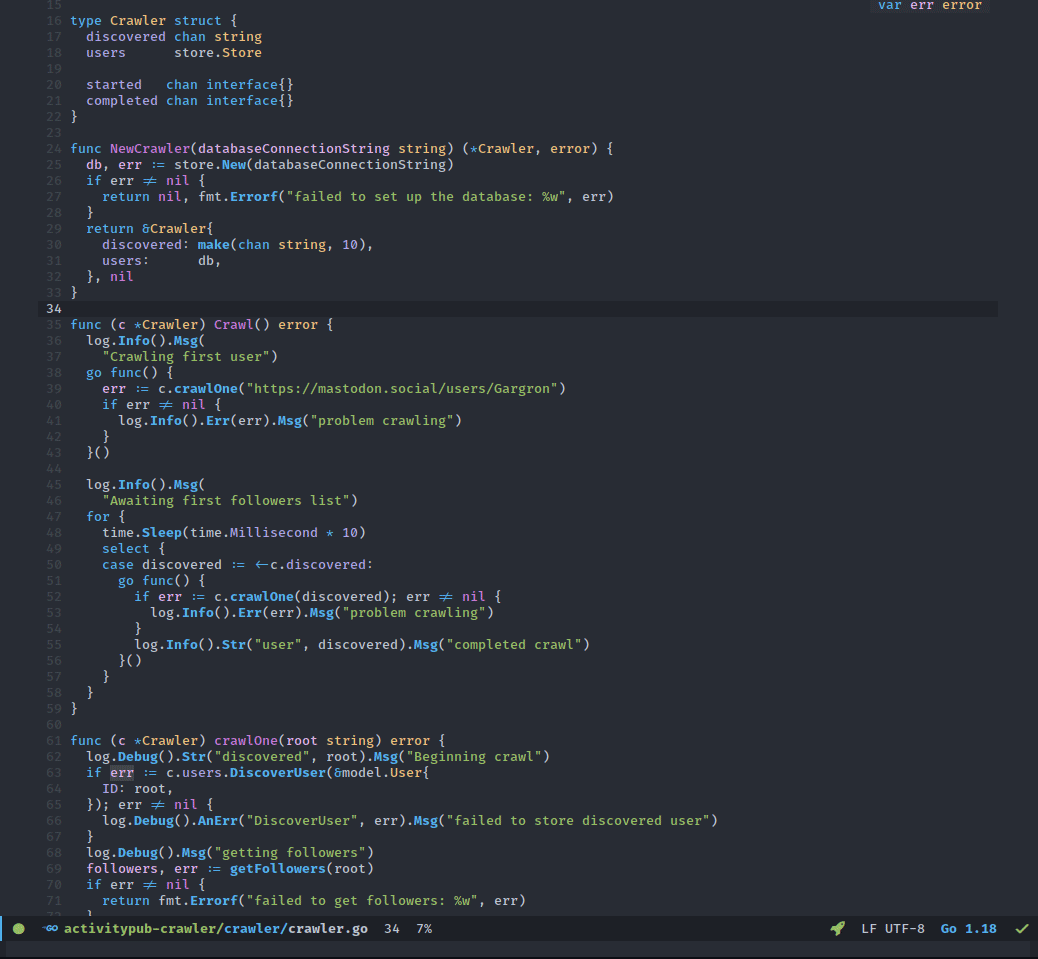 15 var err error
16 type Crawler struct {
17   discovered chan string
18   users      store.Store
19
20   started   chan interface{}
21   completed chan interface{}
22 }
23
24 func NewCrawler(databaseConnectionString string) (*Crawler, error) {
25   db, err := store.New(databaseConnectionString)
26   if err ≠ nil {
27     return nil, fmt.Errorf("failed to set up the database: %w", err)
28   }
29   return &Crawler{
30     discovered: make(chan string, 10),
31     users:      db,
32   }, nil
33 }
34
35 func (c *Crawler) Crawl() error {
36   log.Info().Msg(
37     "Crawling first user")
38   go func() {
39     err := c.crawlOne("https://mastodon.social/users/Gargron")
40     if err ≠ nil {
41       log.Info().Err(err).Msg("problem crawling")
42     }
43   }()
44
45   log.Info().Msg(
46     "Awaiting first followers list")
47   for {
48     time.Sleep(time.Millisecond * 10)
49     select {
50     case discovered := ←c.discovered:
51       go func() {
52         if err := c.crawlOne(discovered); err ≠ nil {
53           log.Info().Err(err).Msg("problem crawling")
54         }
55         log.Info().Str("user", discovered).Msg("completed crawl")
56       }()
57     }
58   }
59 }
60
61 func (c *Crawler) crawlOne(root string) error {
62   log.Debug().Str("discovered", root).Msg("Beginning crawl")
63   if err := c.users.DiscoverUser(&model.User{
64     ID: root,
65   }); err ≠ nil {
66     log.Debug().AnErr("DiscoverUser", err).Msg("failed to store discovered user")
67   }
68   log.Debug().Msg("getting followers")
69   followers, err := getFollowers(root)
70   if err ≠ nil {
71     return fmt.Errorf("failed to get followers: %w", err)
72   }
GO activitypub-crawler/crawler/crawler.go 34 7% LF UTF-8 Go 1.18